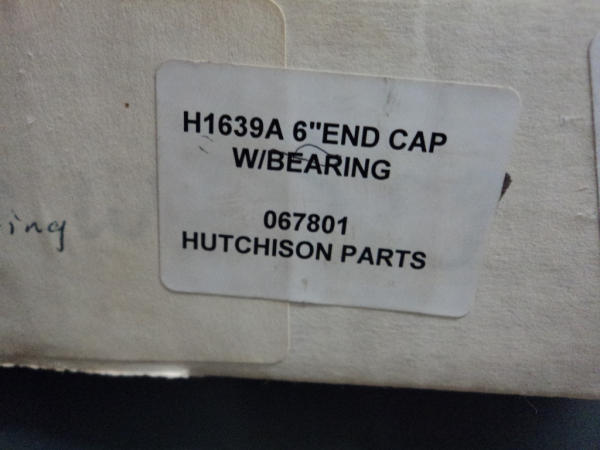 H1639A 6"END CAP
W/BEARING
067801
HUTCHISON PARTS